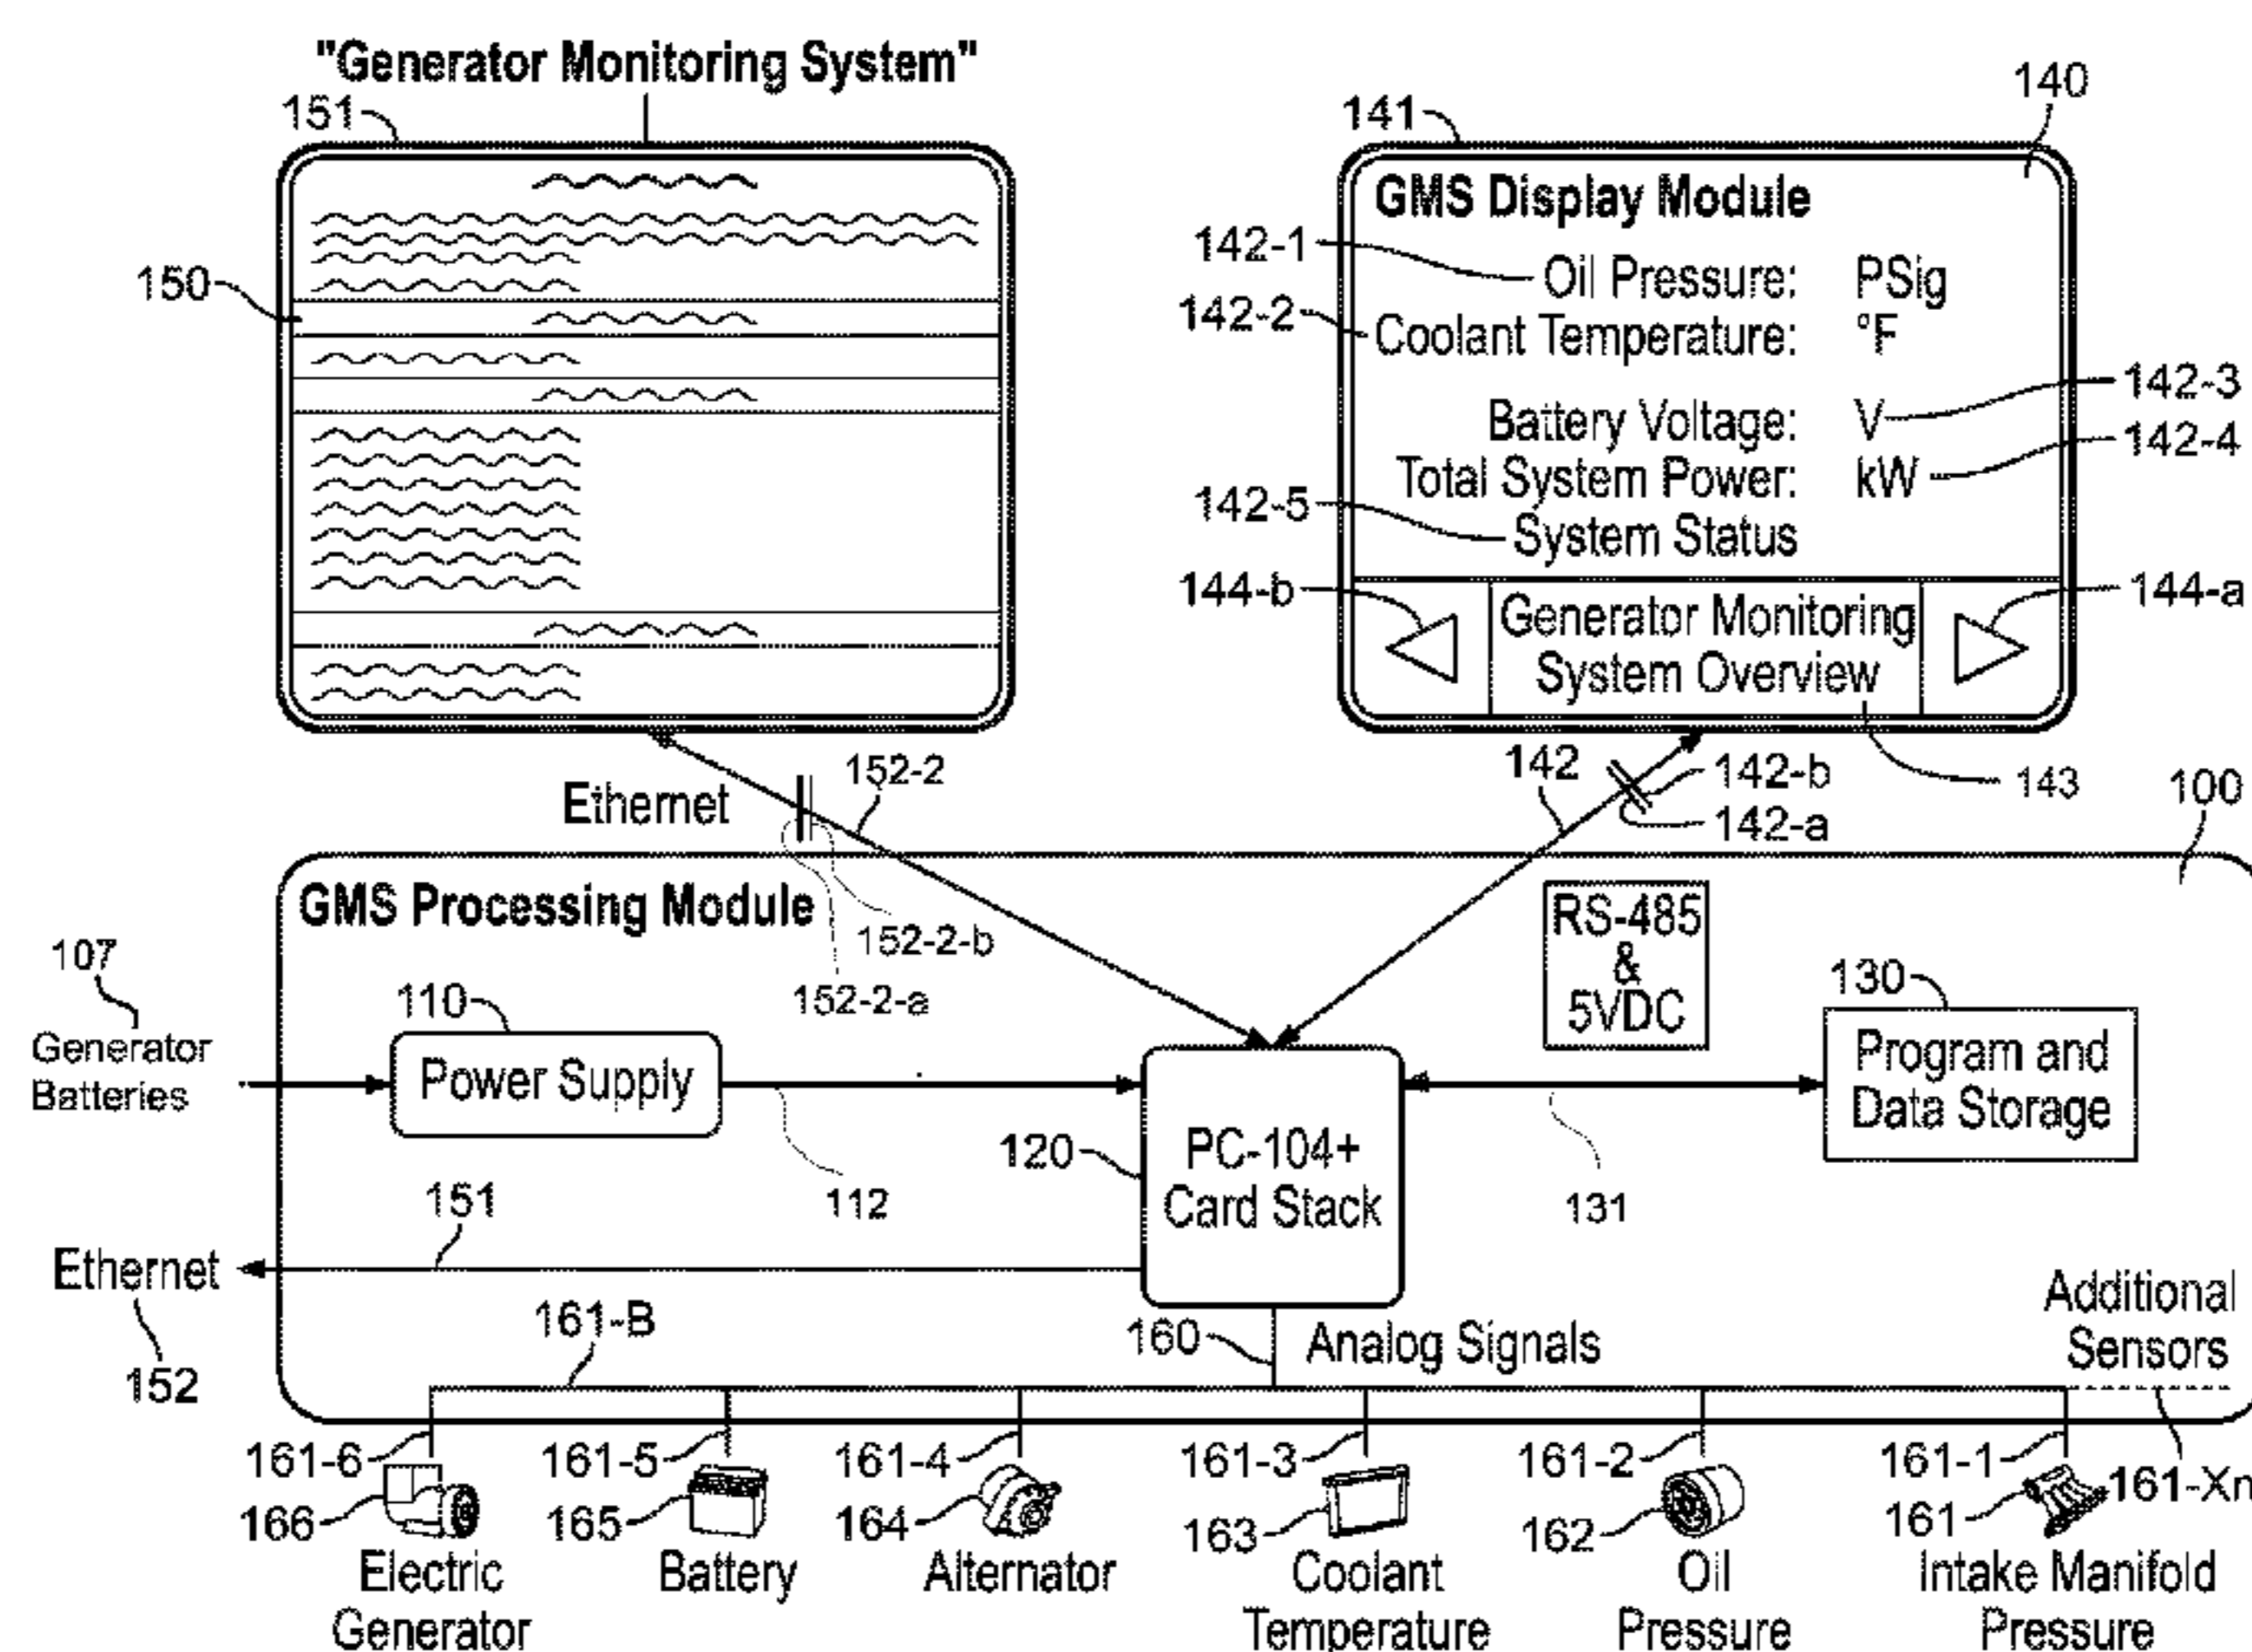 "Generator Monitoring System"
151
150
141
140
GMS Display Module
142-1
Oil Pressure: PSig
142-2
Coolant Temperature: °F
142-3
Battery Voltage: V
142-4
Total System Power: kW
142-5
System Status
144-b
144-a
Generator Monitoring
System Overview
Ethernet
152-2
152-2-b
152-2-a
142
142-b
142-a
143
100
GMS Processing Module
RS-485
&
5VDC
107
Generator
Batteries
110
Power Supply
112
120
PC-104+
Card Stack
130
Program and
Data Storage
131
151
Ethernet
152
161-B
160
Analog Signals
Additional
Sensors
161-6
161-5
161-4
161-3
161-2
161-1
161-Xn
166
165
164
163
162
161
Electric
Generator
Battery
Alternator
Coolant
Temperature
Oil
Pressure
Intake Manifold
Pressure